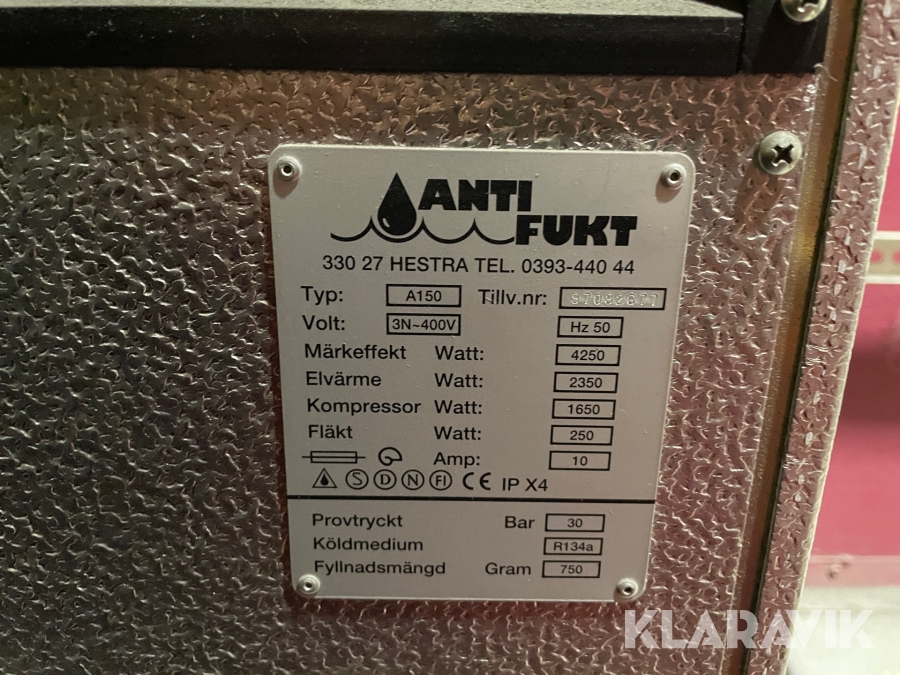 ANTI
FUKT
330 27 HESTRA TEL. 0393-440 44
Typ: A150 Tillv.nr: 97092677
Volt: 3N~400V Hz 50
Märkeffekt Watt: 4250
Elvärme Watt: 2350
Kompressor Watt: 1650
Fläkt Watt: 250
Amp: 10
S D N FI CE IP X4
Provtryckt Bar 30
Köldmedium R134a
Fyllnadsmängd Gram 750
KLARAVIK